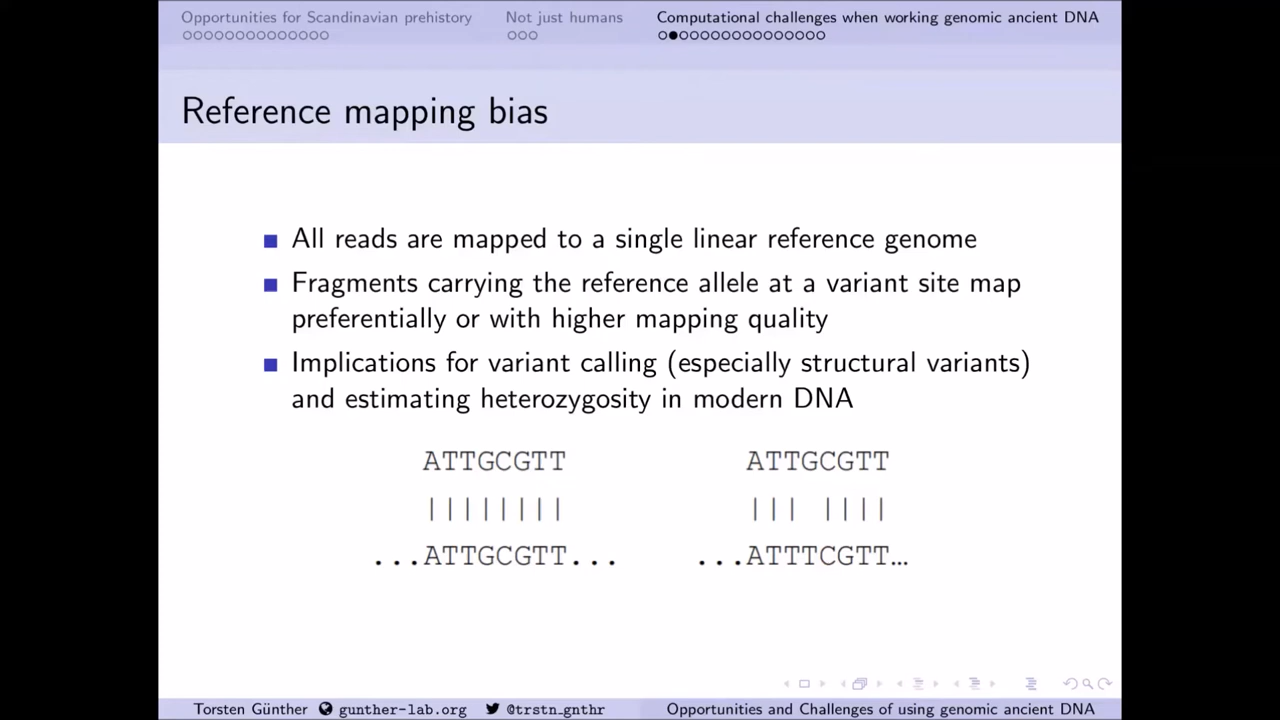 Opportunities for Scandinavian prehistory Not just humans Computational challenges when working genomic ancient DNA
Reference mapping bias
All reads are mapped to a single linear reference genome
Fragments carrying the reference allele at a variant site map
preferentially or with higher mapping quality
Implications for variant calling (especially structural variants)
and estimating heterozygosity in modern DNA
ATTGCGTT ATTGCGTT
|||||||| ||| ||||
...ATTGCGTT... ...ATTTCGTT...
Torsten Günther gunther-lab.org @trstn_gnthr Opportunities and Challenges of using genomic ancient DNA